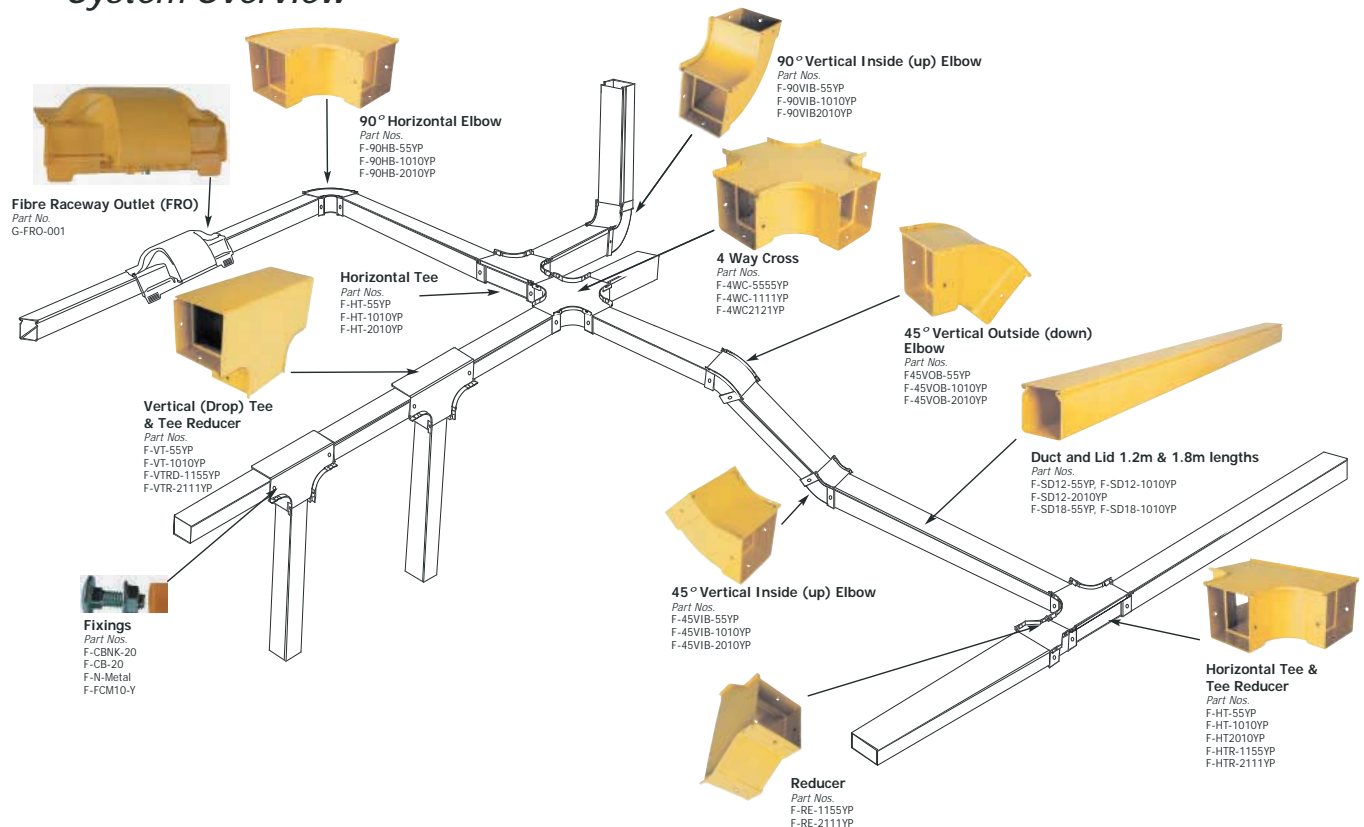 System Overview
90° Vertical Inside (up) Elbow
Part Nos.
F-90VIB-55YP
F-90VIB-1010YP
F-90VIB2010YP
90° Horizontal Elbow
Part Nos.
F-90HB-55YP
F-90HB-1010YP
F-90HB-2010YP
Fibre Raceway Outlet (FRO)
Part No.
G-FRO-001
4 Way Cross
Part Nos.
F-4WC-5555YP
F-4WC-1111YP
F-4WC2121YP
Horizontal Tee
Part Nos.
F-HT-55YP
F-HT-1010YP
F-HT-2010YP
45° Vertical Outside (down)
Elbow
Part Nos.
F45VOB-55YP
F-45VOB-1010YP
F-45VOB-2010YP
Vertical (Drop) Tee
& Tee Reducer
Part Nos.
F-VT-55YP
F-VT-1010YP
F-VTRD-1155YP
F-VTR-2111YP
Duct and Lid 1.2m & 1.8m lengths
Part Nos.
F-SD12-55YP, F-SD12-1010YP
F-SD12-2010YP
F-SD18-55YP, F-SD18-1010YP
Fixings
Part Nos.
F-CBNK-20
F-CB-20
F-N-Metal
F-FCM10-Y
45° Vertical Inside (up) Elbow
Part Nos.
F-45VIB-55YP
F-45VIB-1010YP
F-45VIB-2010YP
Horizontal Tee &
Tee Reducer
Part Nos.
F-HT-55YP
F-HT-1010YP
F-HT2010YP
F-HTR-1155YP
F-HTR-2111YP
Reducer
Part Nos.
F-RE-1155YP
F-RE-2111YP